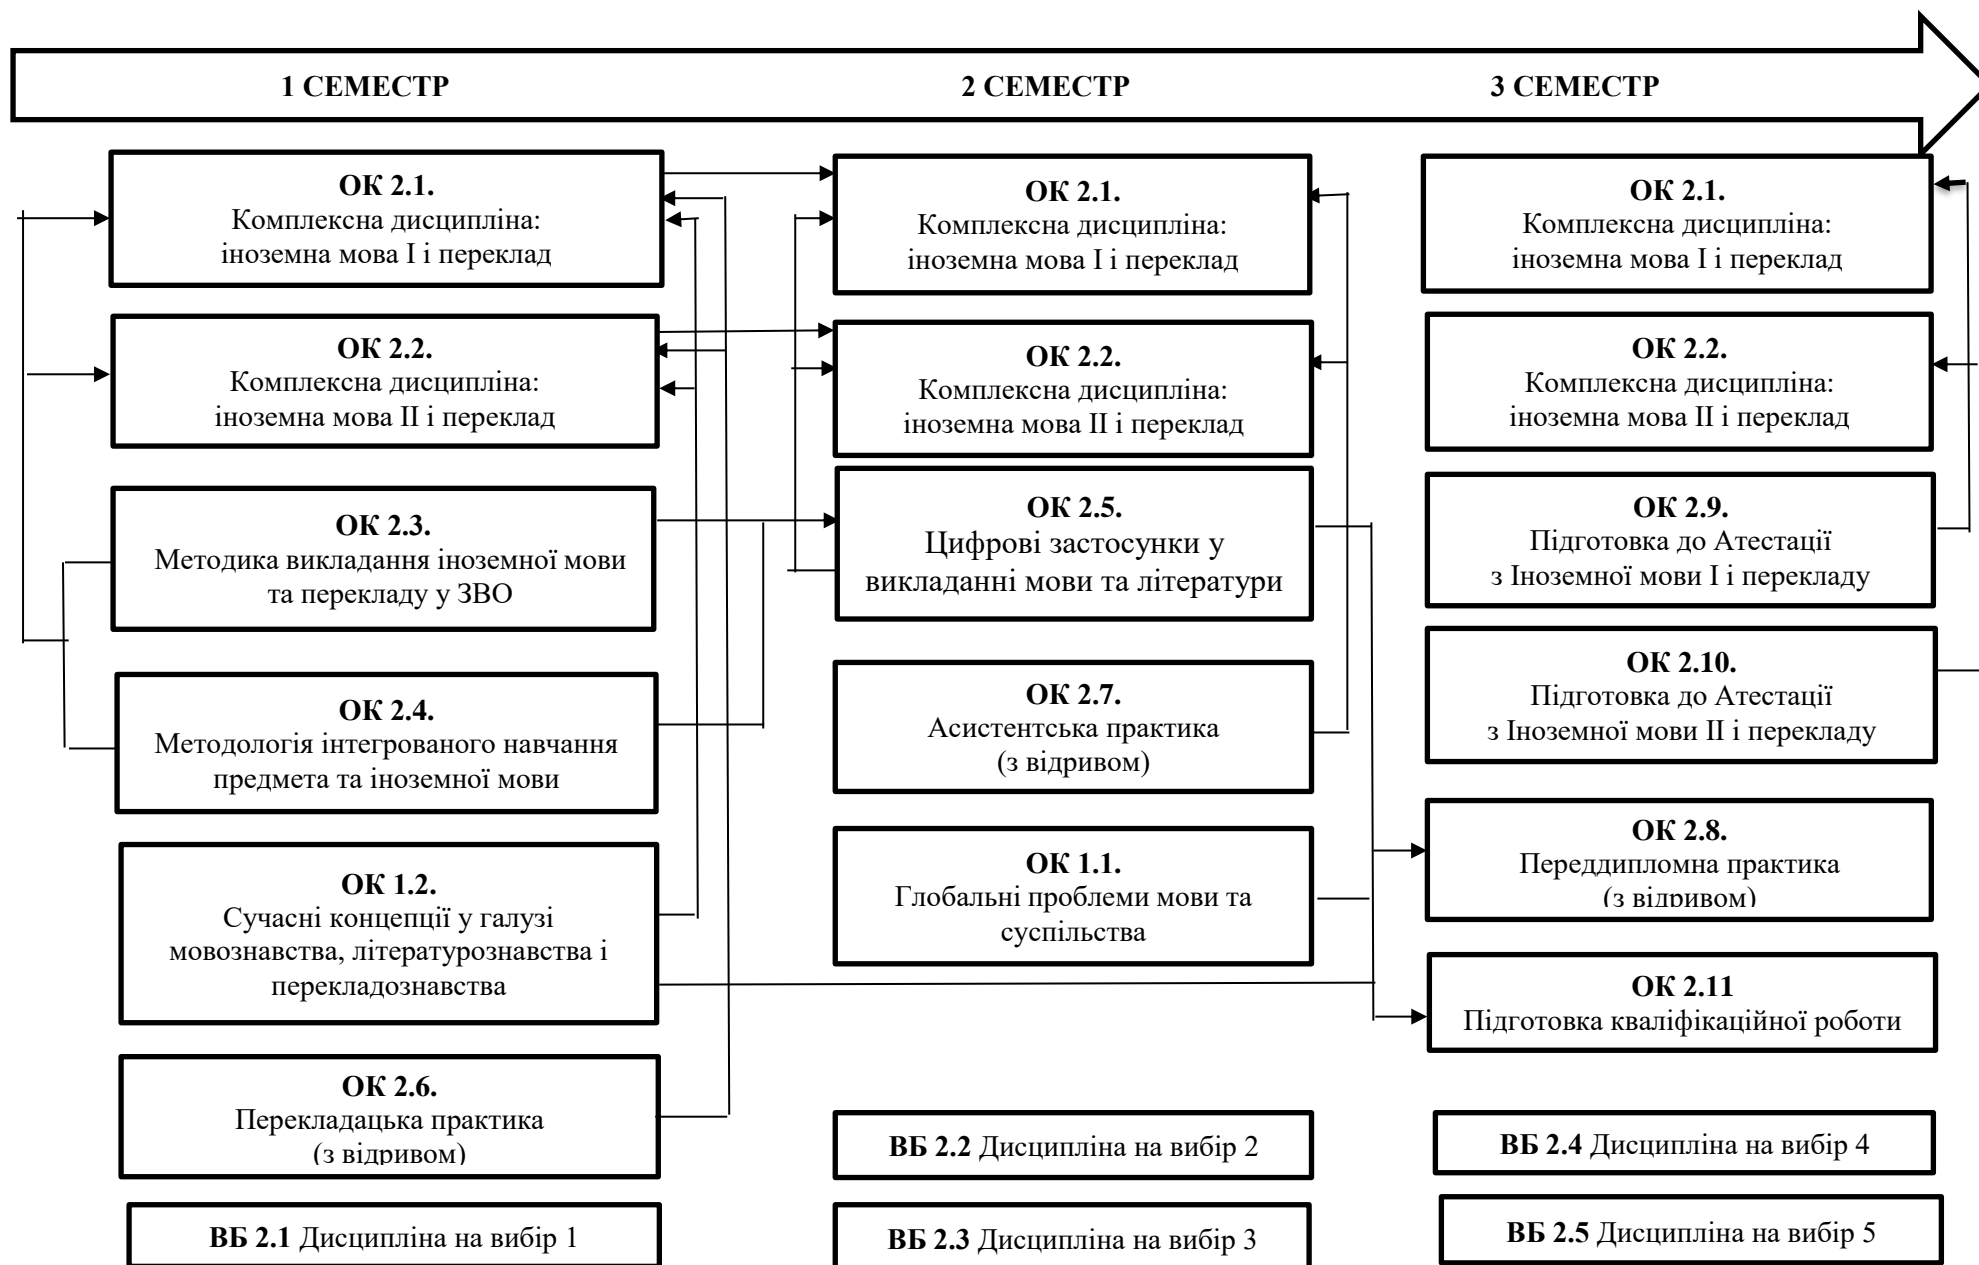 1 СЕМЕСТР
2 СЕМЕСТР
3 СЕМЕСТР
ОК 2.1.
Комплексна дисципліна:
іноземна мова І і переклад
ОК 2.2.
Комплексна дисципліна:
іноземна мова ІІ і переклад
ОК 2.3.
Методика викладання іноземної мови
та перекладу у ЗВО
ОК 2.4.
Методологія інтегрованого навчання
предмета та іноземної мови
ОК 1.2.
Сучасні концепції у галузі
мовознавства, літературознавства і
перекладознавства
ОК 2.6.
Перекладацька практика
(з відривом)
ВБ 2.1 Дисципліна на вибір 1
ОК 2.1.
Комплексна дисципліна:
іноземна мова І і переклад
ОК 2.2.
Комплексна дисципліна:
іноземна мова ІІ і переклад
ОК 2.5.
Цифрові застосунки у
викладанні мови та літератури
ОК 2.7.
Асистентська практика
(з відривом)
ОК 1.1.
Глобальні проблеми мови та
суспільства
ВБ 2.2 Дисципліна на вибір 2
ВБ 2.3 Дисципліна на вибір 3
ОК 2.1.
Комплексна дисципліна:
іноземна мова І і переклад
ОК 2.2.
Комплексна дисципліна:
іноземна мова ІІ і переклад
ОК 2.9.
Підготовка до Атестації
з Іноземної мови І і перекладу
ОК 2.10.
Підготовка до Атестації
з Іноземної мови ІІ і перекладу
ОК 2.8.
Переддипломна практика
(з відривом)
ОК 2.11
Підготовка кваліфікаційної роботи
ВБ 2.4 Дисципліна на вибір 4
ВБ 2.5 Дисципліна на вибір 5